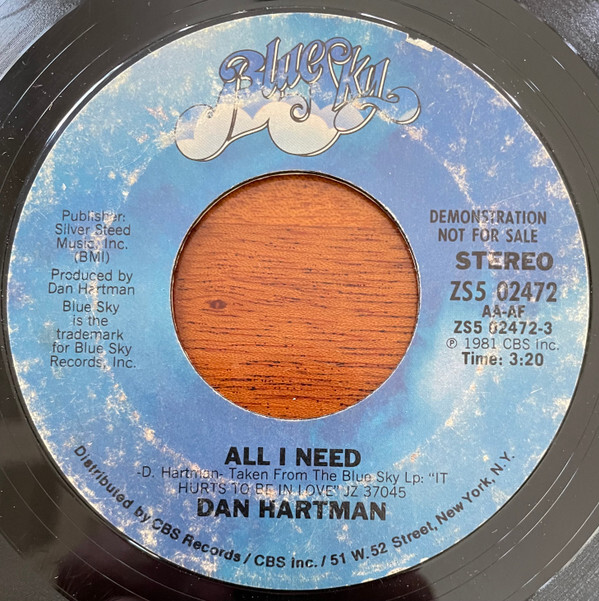 Blue Sky
Publisher:
Silver Steed
Music, Inc.
(BMI)
Produced by
Dan Hartman
Blue Sky
is the
trademark
for Blue Sky
Records, Inc.
DEMONSTRATION
NOT FOR SALE
STEREO
ZS5 02472
AA-AF
ZS5 02472-3
℗ 1981 CBS inc.
Time: 3:20
ALL I NEED
-D. Hartman- Taken From The Blue Sky Lp: "IT
HURTS TO BE IN LOVE' JZ 37045
DAN HARTMAN
Distributed by CBS Records / CBS inc. / 51 W. 52 Street, New York, N.Y.